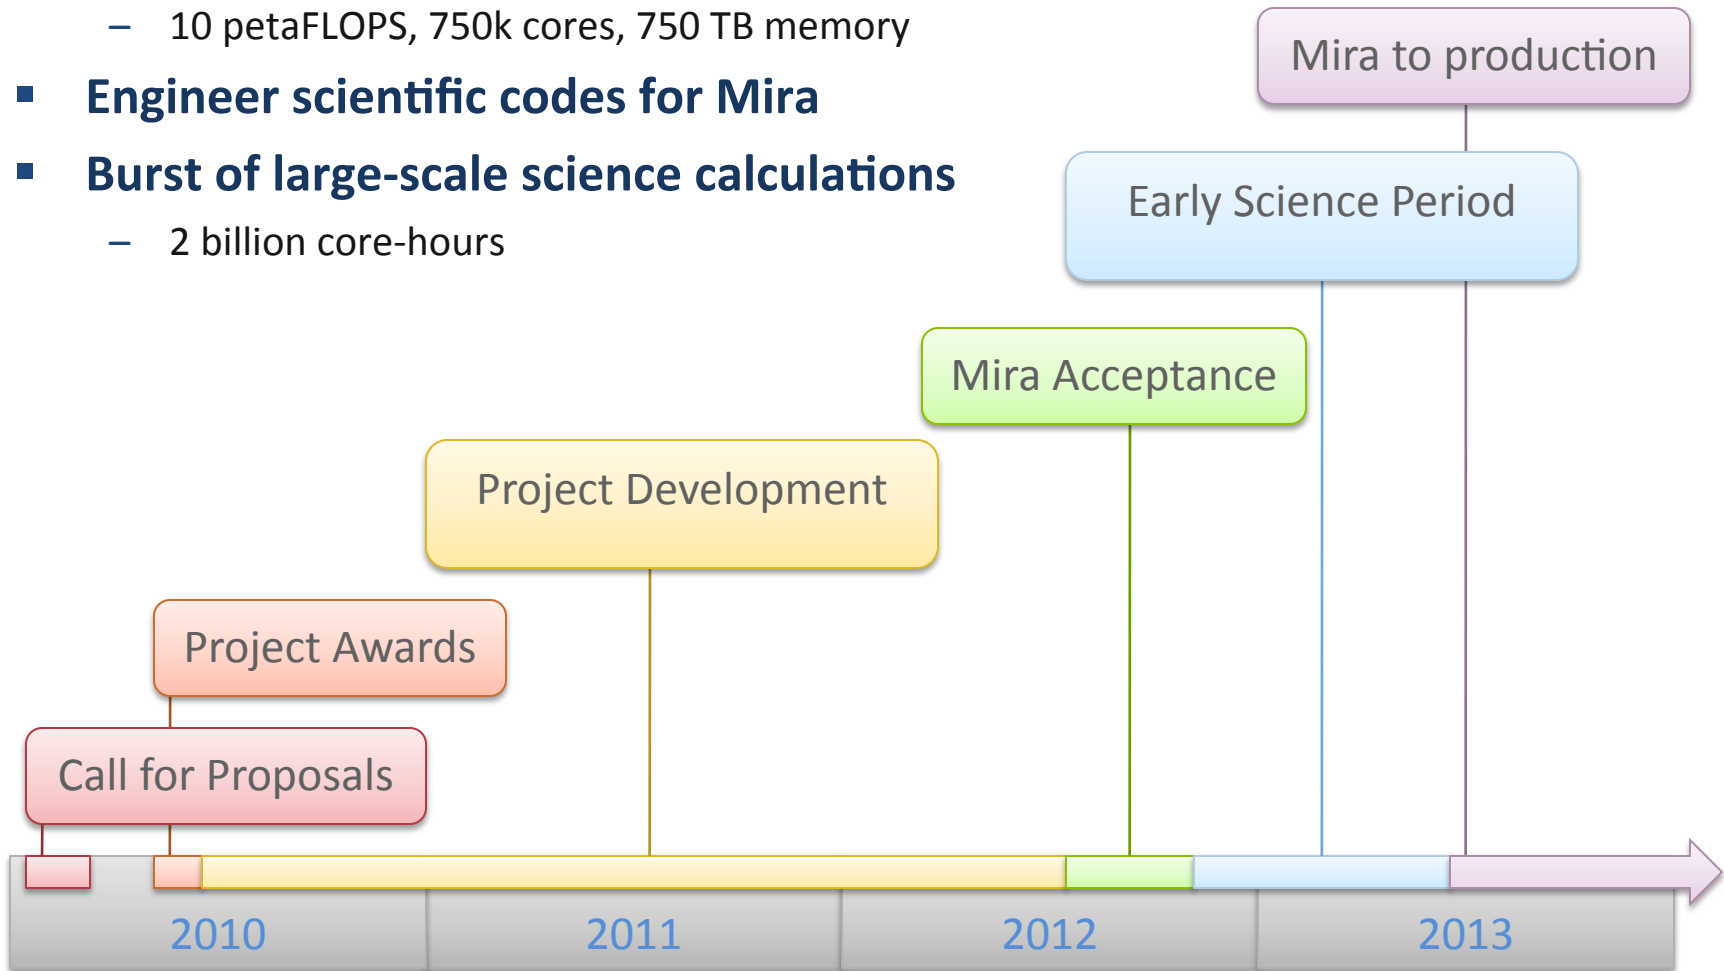 – 10 petaFLOPS, 750k cores, 750 TB memory
▪ Engineer scientific codes for Mira
▪ Burst of large-scale science calculations
– 2 billion core-hours
Mira to production
Early Science Period
Mira Acceptance
Project Development
Project Awards
Call for Proposals
2010 2011 2012 2013